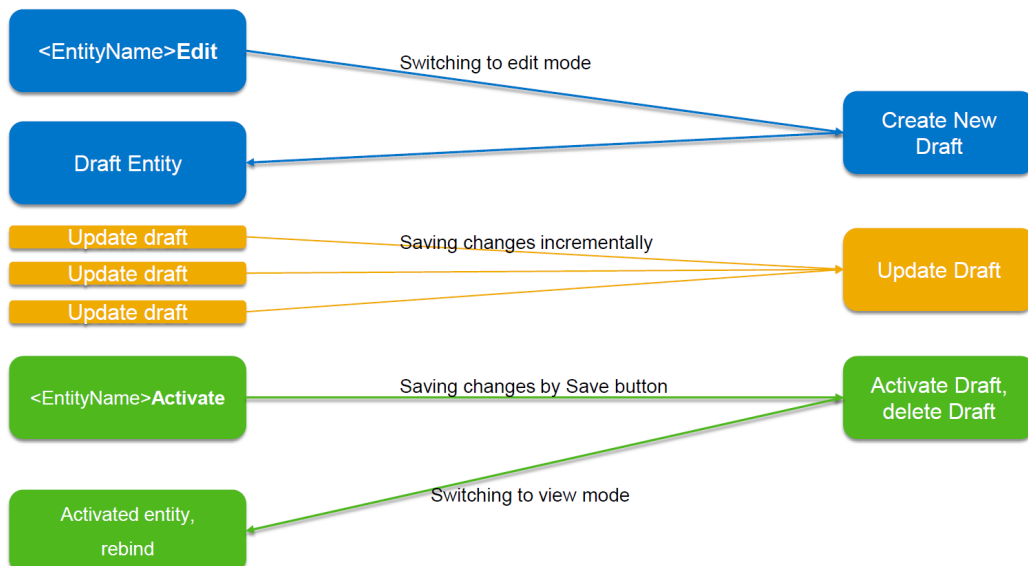 <EntityName>Edit
Switching to edit mode
Create New
Draft
Draft Entity
Update draft
Saving changes incrementally
Update draft
Update Draft
Update draft
<EntityName>Activate
Saving changes by Save button
Activate Draft,
delete Draft
Switching to view mode
Activated entity,
rebind